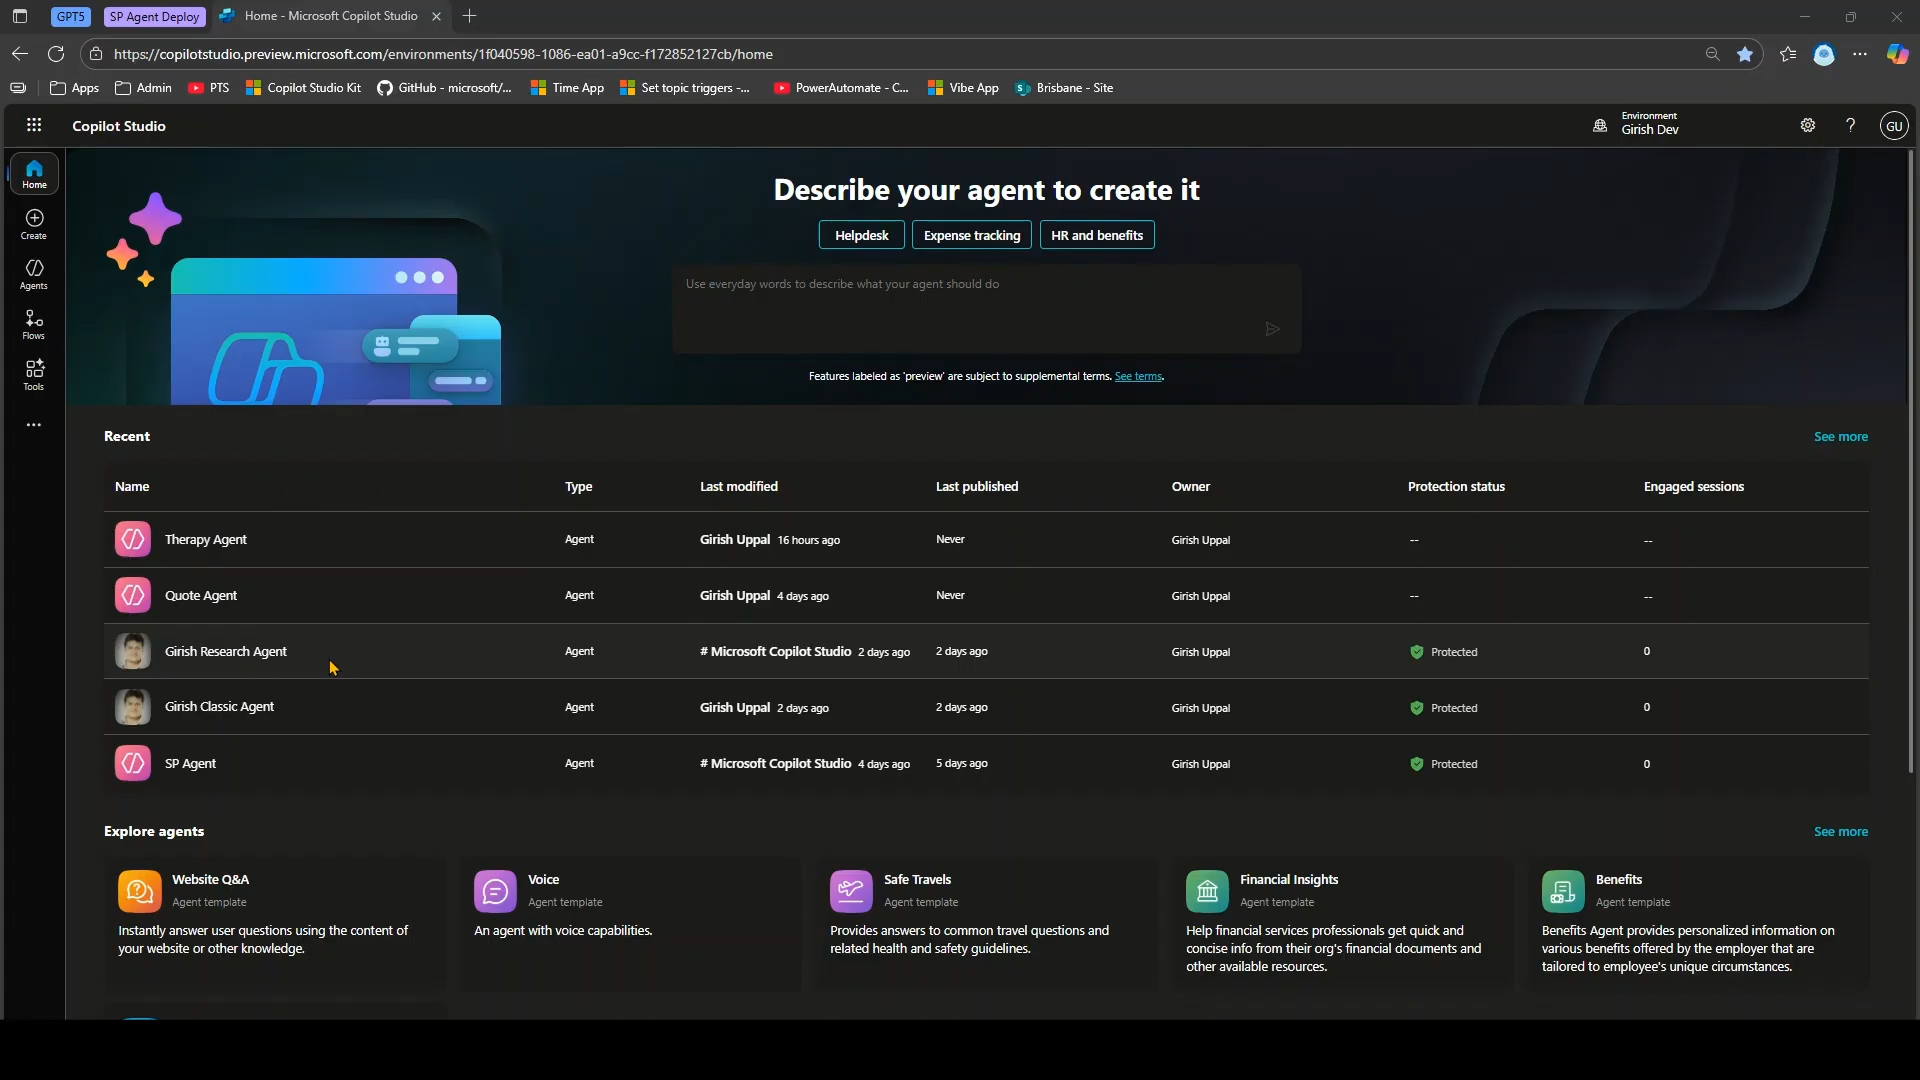 GPT5
SP Agent Deploy
Home - Microsoft Copilot Studio
https://copilotstudio.preview.microsoft.com/environments/1f040598-1086-ea01-a9cc-f172852127cb/home
Apps
Admin
PTS
Copilot Studio Kit
GitHub - microsoft/...
Time App
Set topic triggers -...
PowerAutomate - C...
Vibe App
Brisbane - Site
Copilot Studio
Environment
Girish Dev
GU
Home
Create
Agents
Flows
Tools
Describe your agent to create it
Helpdesk
Expense tracking
HR and benefits
Use everyday words to describe what your agent should do
Features labeled as 'preview' are subject to supplemental terms. See terms.
Recent
See more
Name Type Last modified Last published Owner Protection status Engaged sessions
Therapy Agent Agent Girish Uppal 16 hours ago Never Girish Uppal -- --
Quote Agent Agent Girish Uppal 4 days ago Never Girish Uppal -- --
Girish Research Agent Agent # Microsoft Copilot Studio 2 days ago 2 days ago Girish Uppal Protected 0
Girish Classic Agent Agent Girish Uppal 2 days ago 2 days ago Girish Uppal Protected 0
SP Agent Agent # Microsoft Copilot Studio 4 days ago 5 days ago Girish Uppal Protected 0
Explore agents
See more
Website Q&A
Agent template
Instantly answer user questions using the content of
your website or other knowledge.
Voice
Agent template
An agent with voice capabilities.
Safe Travels
Agent template
Provides answers to common travel questions and
related health and safety guidelines.
Financial Insights
Agent template
Help financial services professionals get quick and
concise info from their org's financial documents and
other available resources.
Benefits
Agent template
Benefits Agent provides personalized information on
various benefits offered by the employer that are
tailored to employee's unique circumstances.